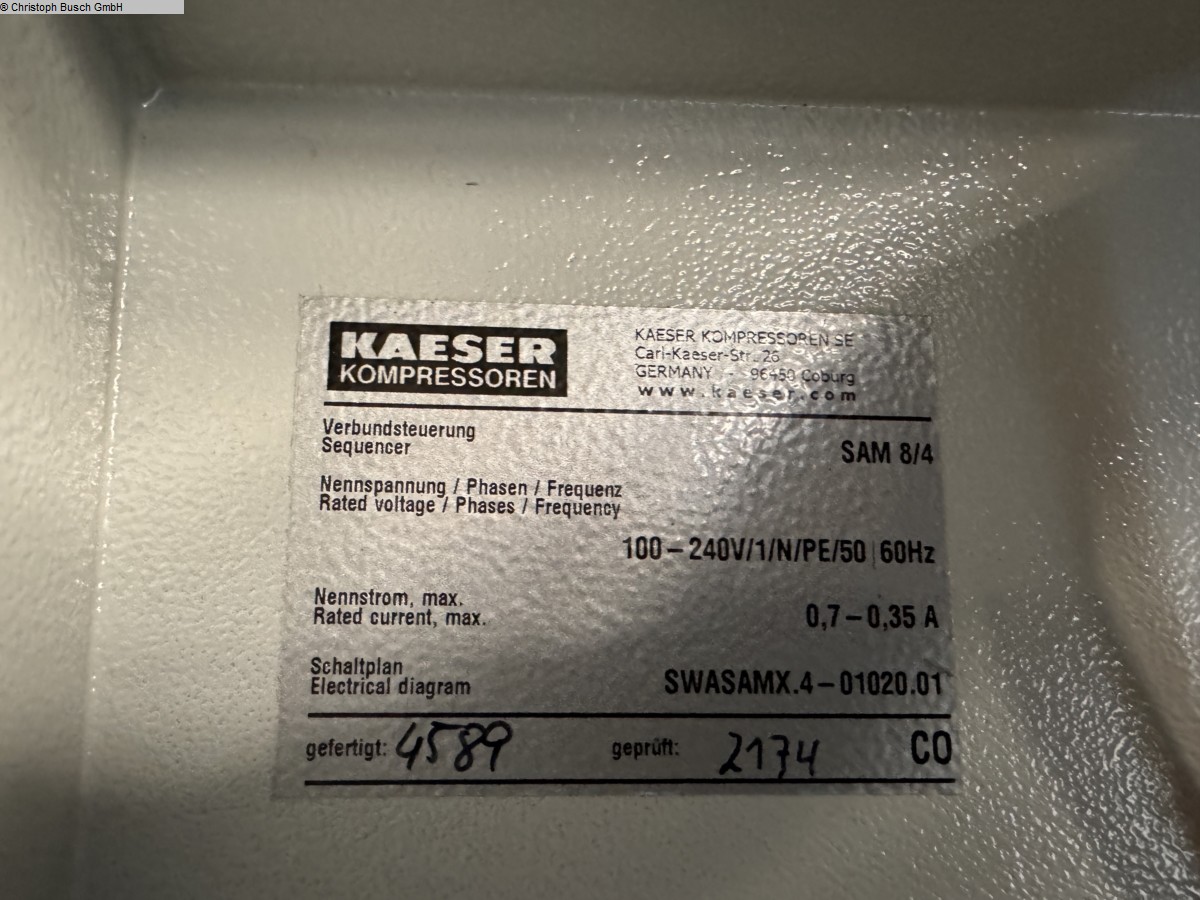 © Christoph Busch GmbH
KAESER
KOMPRESSOREN
KAESER KOMPRESSOREN SE
Carl-Kaeser-Str. 26
GERMANY - 96450 Coburg
www.kaeser.com
Verbundsteuerung
Sequencer
SAM 8/4
Nennspannung / Phasen / Frequenz
Rated voltage / Phases / Frequency
100-240V/1/N/PE/50|60Hz
Nennstrom, max.
Rated current, max.
0,7-0,35 A
Schaltplan
Electrical diagram
SWASAMX.4-01020.01
gefertigt: 4589 geprüft: 2174 CO